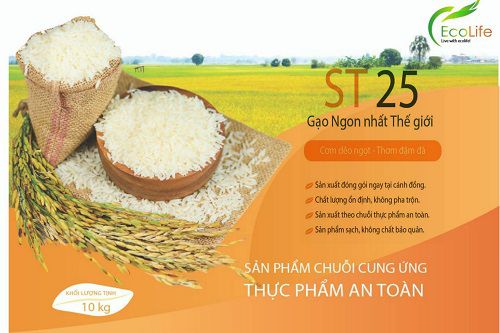 EcoLife
Live with ecolife!
ST 25
Gạo Ngon nhất Thế giới
Cơm dẻo ngọt - Thơm đậm đà
Sản xuất đóng gói ngay tại cánh đồng.
Chất lượng ổn định, không pha trộn.
Sản xuất theo chuỗi thực phẩm an toàn.
Sản phẩm sạch, không chất bảo quản.
SẢN PHẨM CHUỖI CUNG ỨNG
THỰC PHẨM AN TOÀN
KHỐI LƯỢNG TỊNH
10 kg